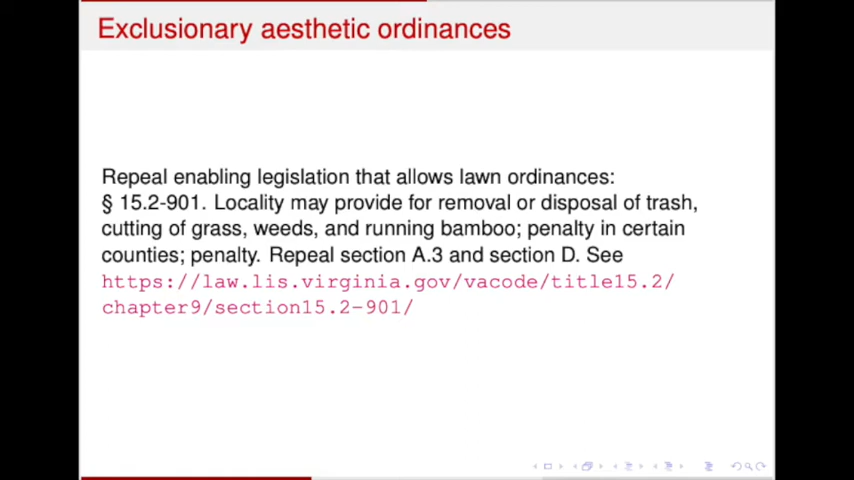 Exclusionary aesthetic ordinances
Repeal enabling legislation that allows lawn ordinances:
§ 15.2-901. Locality may provide for removal or disposal of trash,
cutting of grass, weeds, and running bamboo; penalty in certain
counties; penalty. Repeal section A.3 and section D. See
https://law.lis.virginia.gov/vacode/title15.2/
chapter9/section15.2-901/